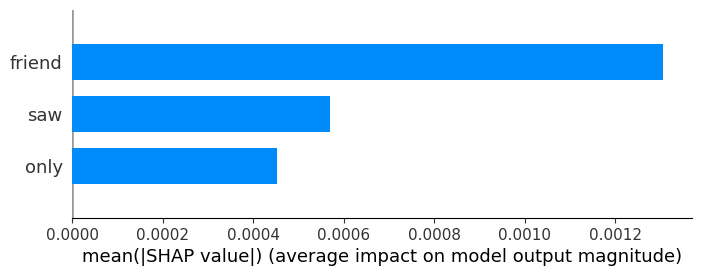 friend
saw
only
0.0000 0.0002 0.0004 0.0006 0.0008 0.0010 0.0012
mean(|SHAP value|) (average impact on model output magnitude)